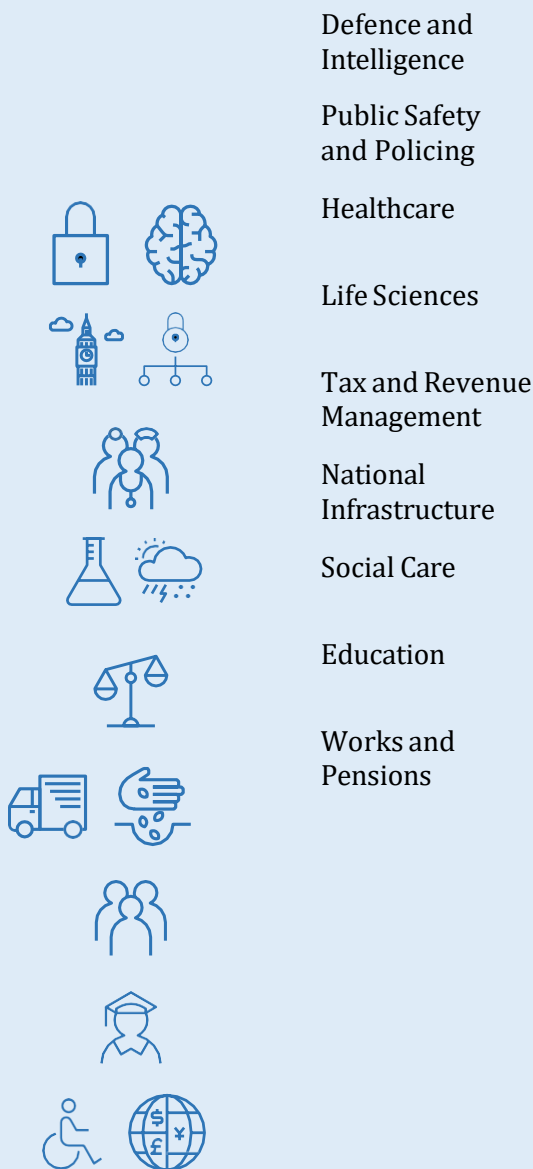 Defence and
Intelligence
Public Safety
and Policing
Healthcare
Life Sciences
Tax and Revenue
Management
National
Infrastructure
Social Care
Education
Works and
Pensions
$
£ ¥